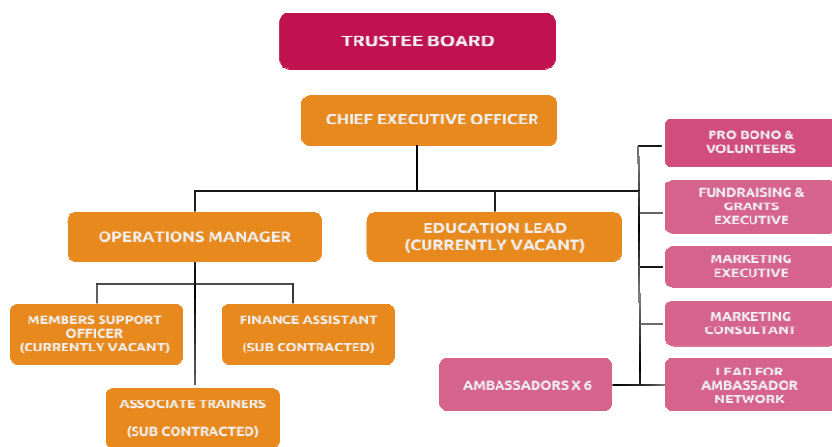 TRUSTEE BOARD
CHIEF EXECUTIVE OFFICER
PRO BONO &
VOLUNTEERS
FUNDRAISING &
GRANTS
EXECUTIVE
OPERATIONS MANAGER
EDUCATION LEAD
(CURRENTLY VACANT)
MARKETING
EXECUTIVE
MEMBERS SUPPORT
OFFICER
(CURRENTLY VACANT)
FINANCE ASSISTANT
(SUB CONTRACTED)
MARKETING
CONSULTANT
ASSOCIATE TRAINERS
(SUB CONTRACTED)
AMBASSADORS X 6
LEAD FOR
AMBASSADOR
NETWORK